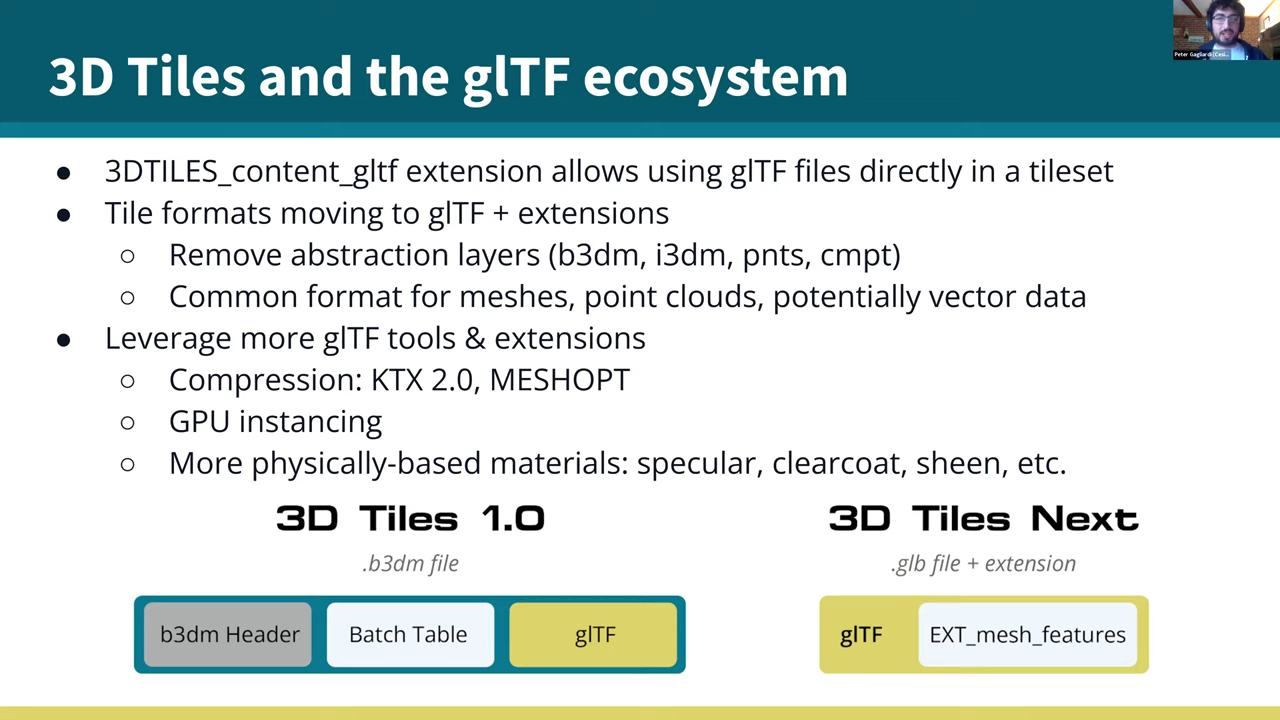 3D Tiles and the glTF ecosystem
Peter Gagliardi (Cesi...
● 3DTILES_content_gltf extension allows using glTF files directly in a tileset
● Tile formats moving to glTF + extensions
○ Remove abstraction layers (b3dm, i3dm, pnts, cmpt)
○ Common format for meshes, point clouds, potentially vector data
● Leverage more glTF tools & extensions
○ Compression: KTX 2.0, MESHOPT
○ GPU instancing
○ More physically-based materials: specular, clearcoat, sheen, etc.
3D Tiles 1.0
.b3dm file
b3dm Header Batch Table glTF
3D Tiles Next
.glb file + extension
glTF EXT_mesh_features